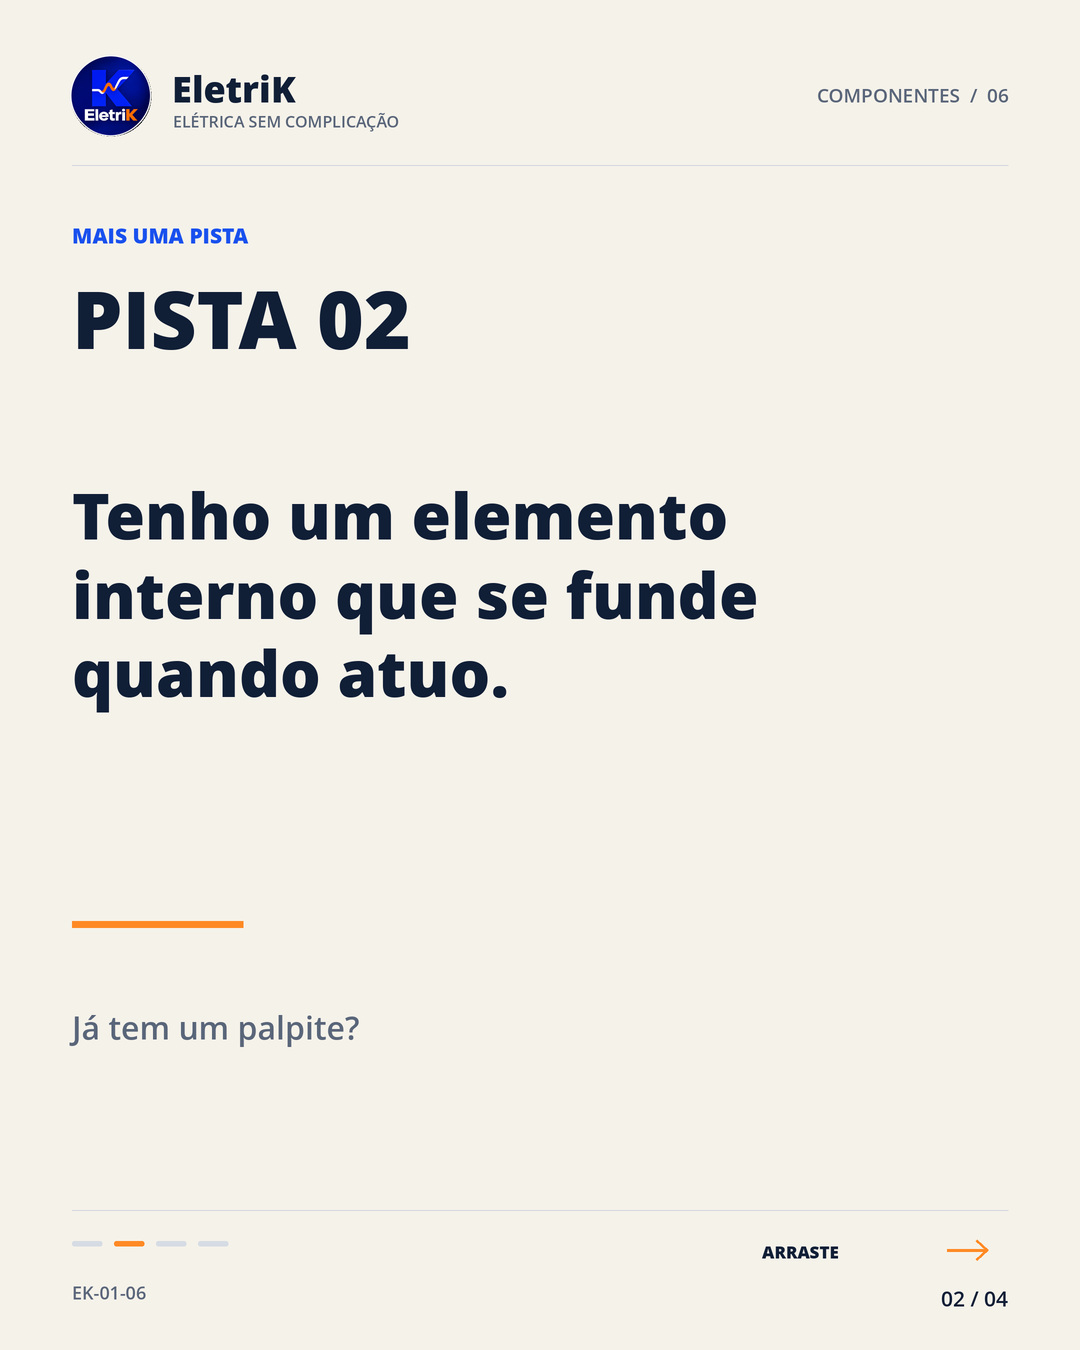 EletriK
EletriK
ELÉTRICA SEM COMPLICAÇÃO
COMPONENTES / 06
MAIS UMA PISTA
PISTA 02
Tenho um elemento
interno que se funde
quando atuo.
Já tem um palpite?
ARRASTE
EK-01-06
02 / 04